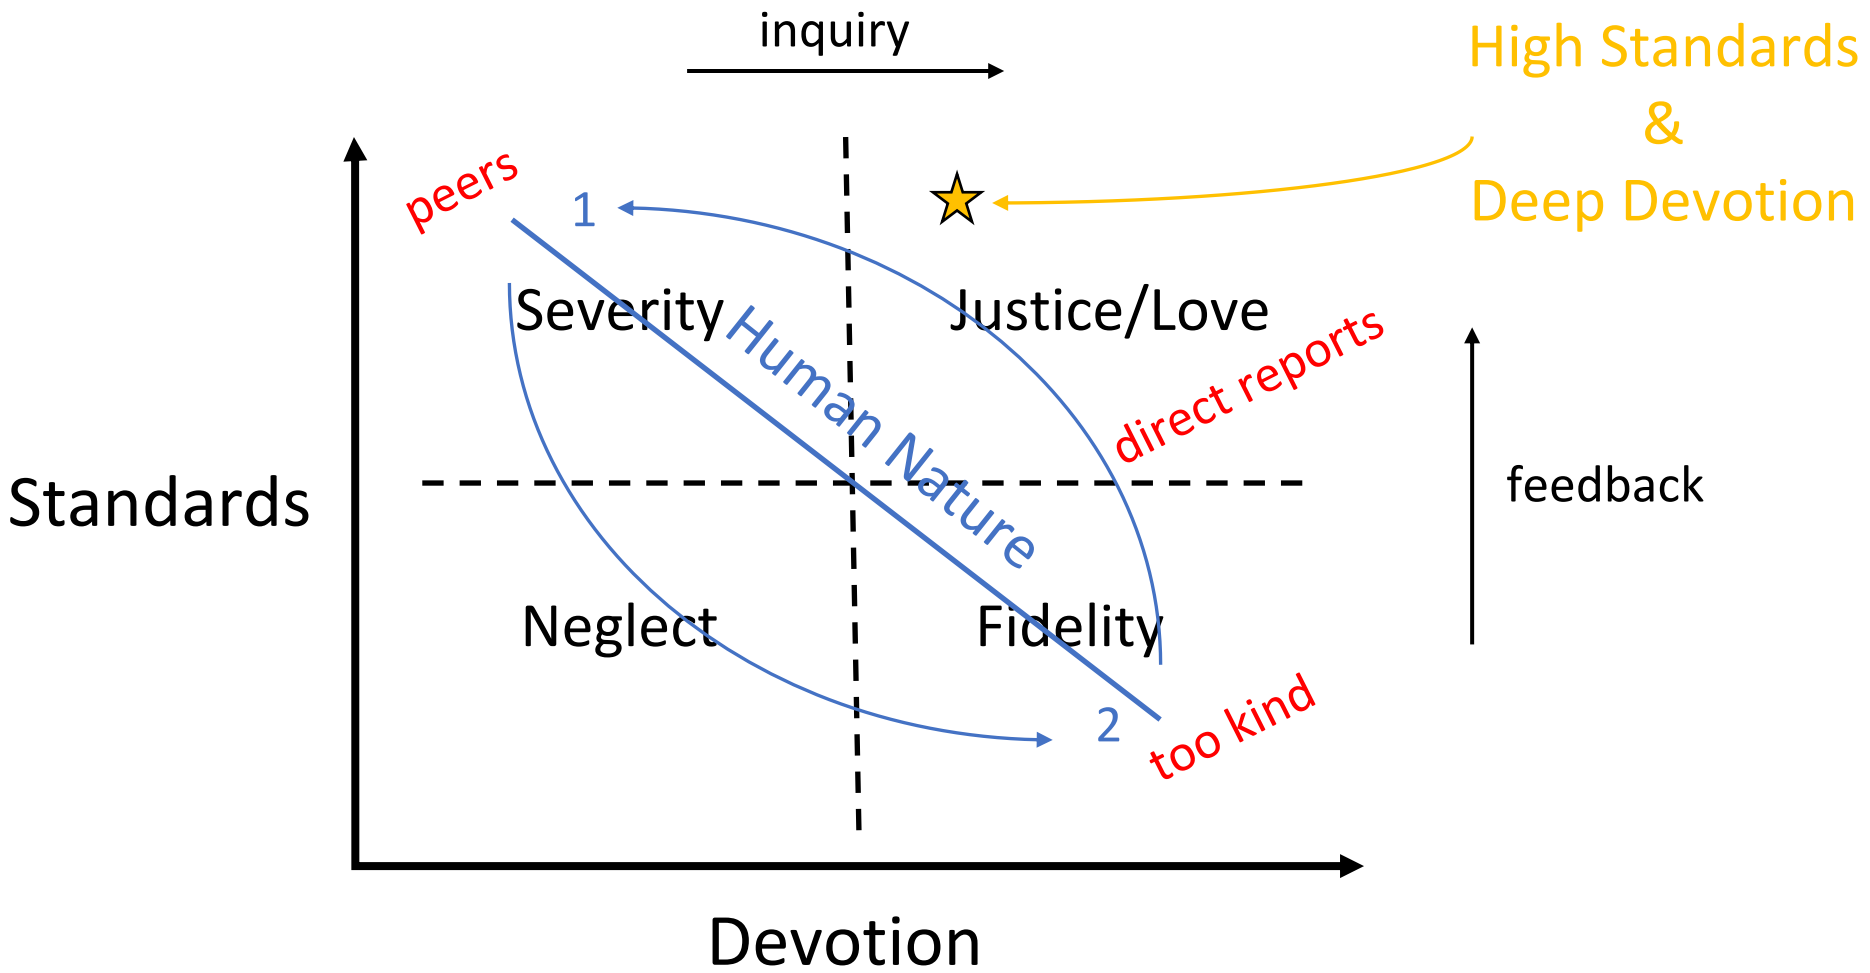 inquiry
High Standards
&
Deep Devotion
peers
1
Severity
Justice/Love
Human Nature
direct reports
Standards
feedback
Neglect
Fidelity
2
too kind
Devotion